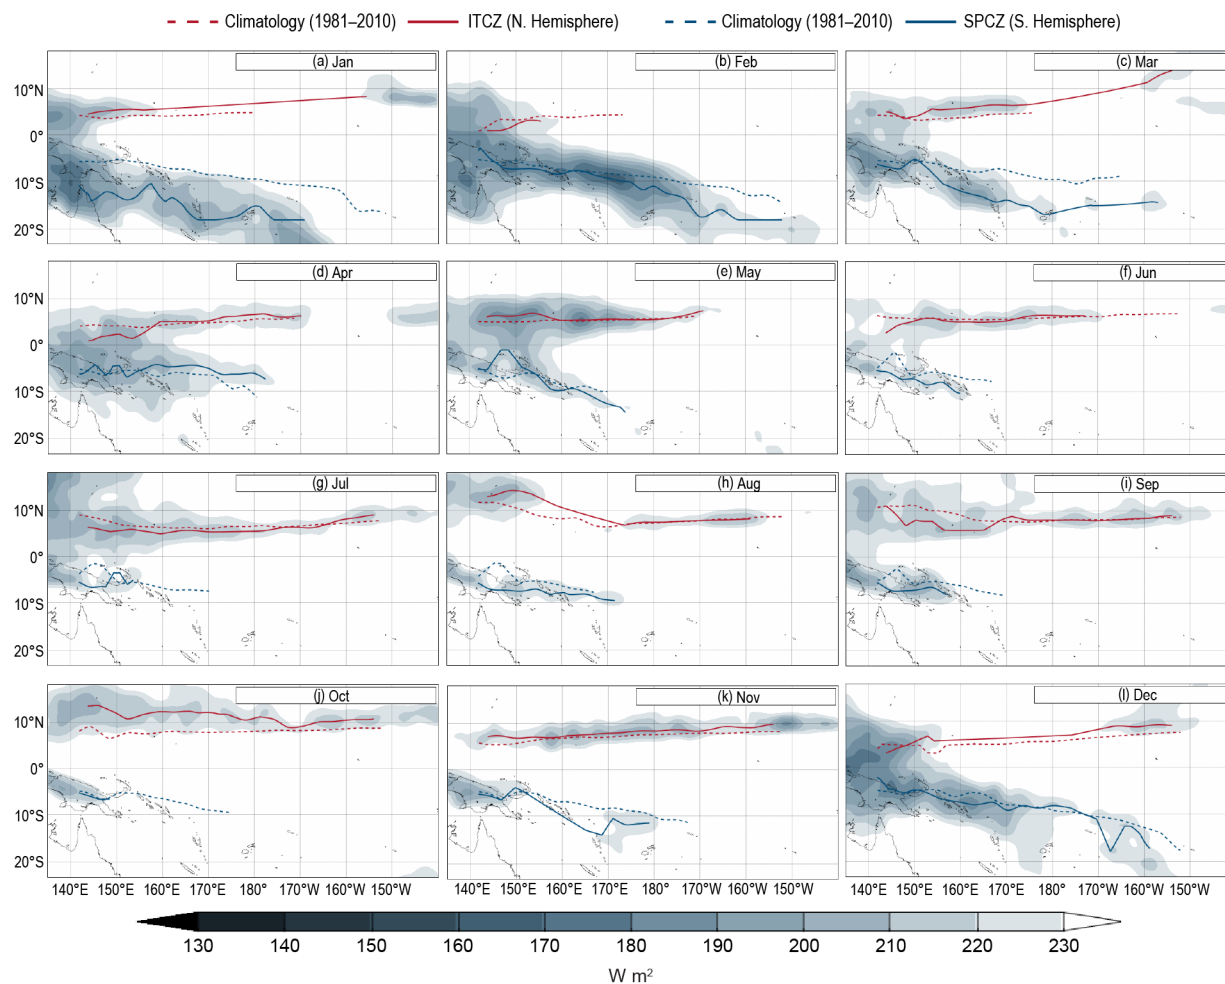 Climatology (1981–2010) ITCZ (N. Hemisphere) Climatology (1981–2010) SPCZ (S. Hemisphere)
(a) Jan (b) Feb (c) Mar
10°N
0°
10°S
20°S
(d) Apr (e) May (f) Jun
10°N
0°
10°S
20°S
(g) Jul (h) Aug (i) Sep
10°N
0°
10°S
20°S
(j) Oct (k) Nov (l) Dec
10°N
0°
10°S
20°S
140°E 150°E 160°E 170°E 180° 170°W 160°W 150°W 140°E 150°E 160°E 170°E 180° 170°W 160°W 150°W 140°E 150°E 160°E 170°E 180° 170°W 160°W 150°W
130 140 150 160 170 180 190 200 210 220 230
W m²